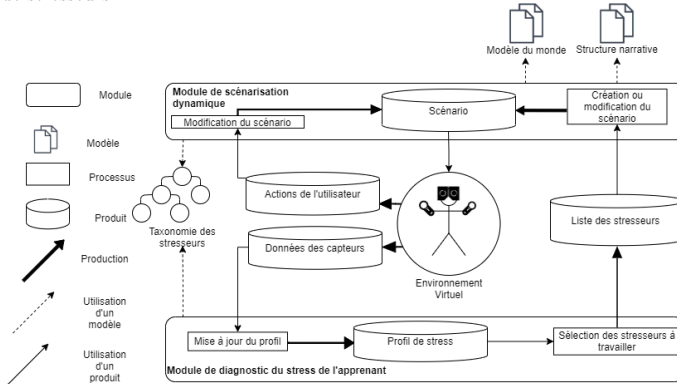 Modèle du monde
Structure narrative
Module
Modèle
Processus
Produit
Production
Utilisation
d'un
modèle
Utilisation
d'un
produit
Module de scénarisation
dynamique
Modification du scénario
Scénario
Création ou
modification du
scénario
Taxonomie des
stresseurs
Actions de l'utilisateur
Données des capteurs
Environnement
Virtuel
Liste des stresseurs
Mise à jour du profil
Profil de stress
Sélection des stresseurs à
travailler
Module de diagnostic du stress de l'apprenant